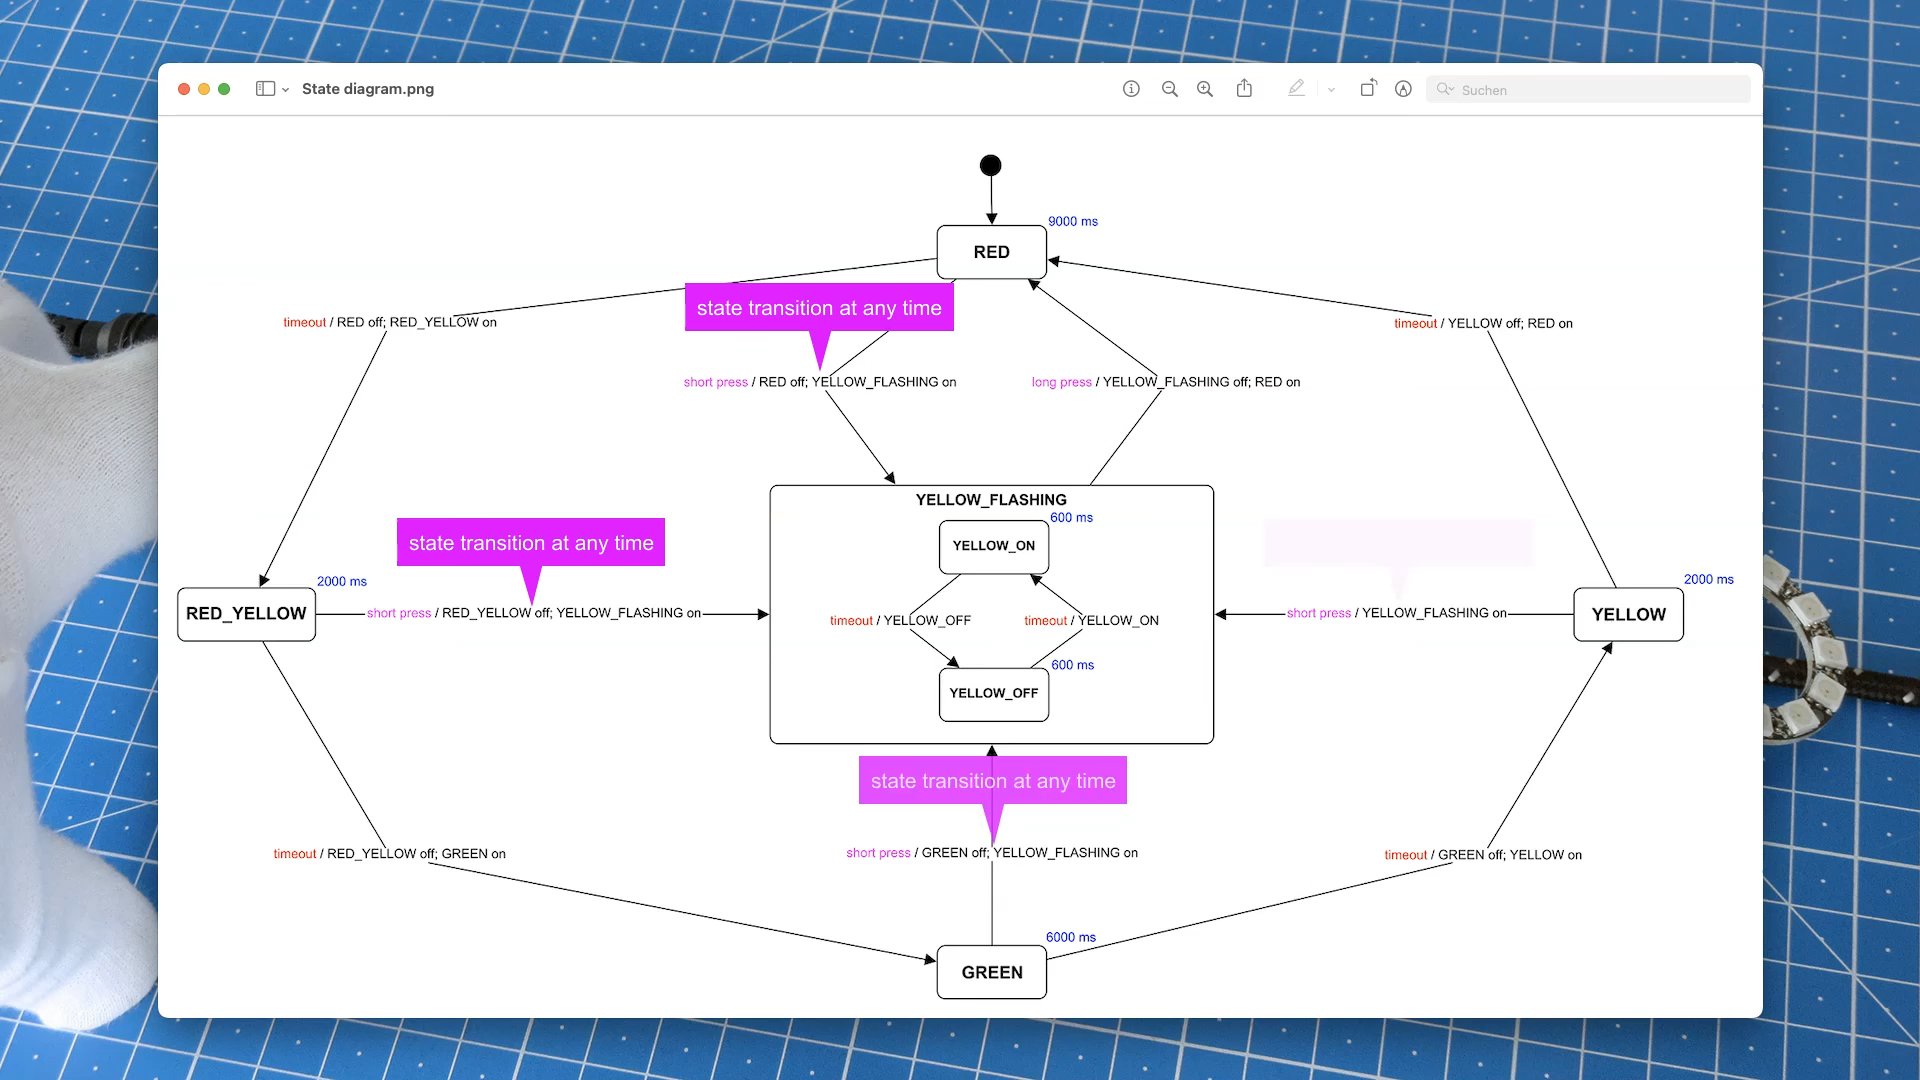 State diagram.png
Suchen
9000 ms
RED
state transition at any time
timeout / RED off; RED_YELLOW on
timeout / YELLOW off; RED on
short press / RED off; YELLOW_FLASHING on
long press / YELLOW_FLASHING off; RED on
YELLOW_FLASHING
600 ms
YELLOW_ON
state transition at any time
2000 ms
2000 ms
RED_YELLOW
short press / RED_YELLOW off; YELLOW_FLASHING on
timeout / YELLOW_OFF
timeout / YELLOW_ON
short press / YELLOW_FLASHING on
YELLOW
600 ms
YELLOW_OFF
state transition at any time
timeout / RED_YELLOW off; GREEN on
short press / GREEN off; YELLOW_FLASHING on
timeout / GREEN off; YELLOW on
6000 ms
GREEN